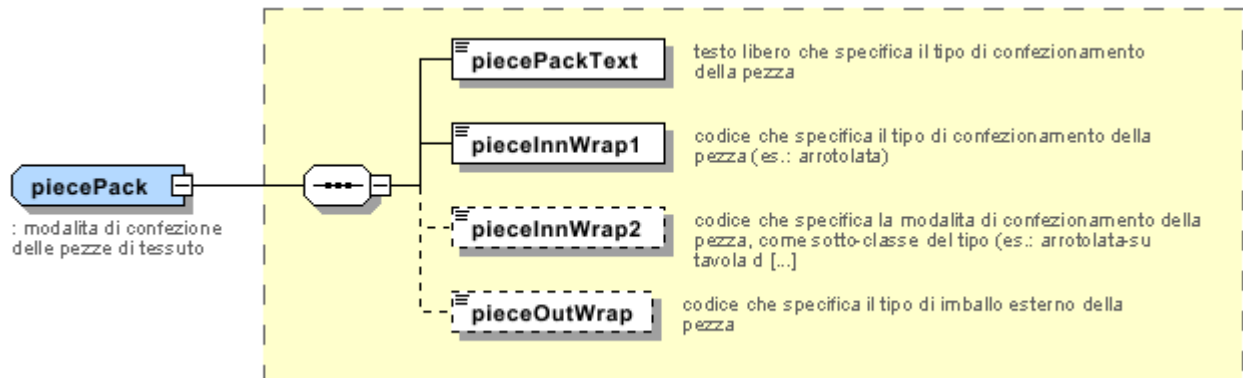 piecePackText
testo libero che specifica il tipo di confezionamento
della pezza
pieceInnWrap1
codice che specifica il tipo di confezionamento della
pezza (es.: arrotolata)
piecePack
: modalita di confezione
delle pezze di tessuto
pieceInnWrap2
codice che specifica la modalita di confezionamento della
pezza, come sotto-classe del tipo (es.: arrotolata-su
tavola d [...]
pieceOutWrap
codice che specifica il tipo di imballo esterno della
pezza